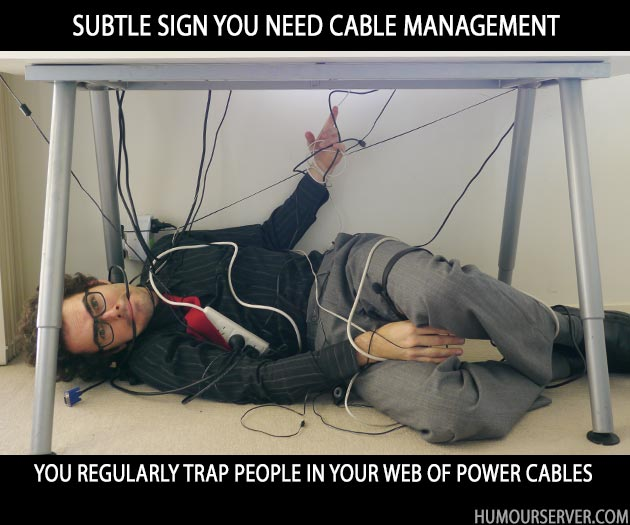 SUBTLE SIGN YOU NEED CABLE MANAGEMENT
YOU REGULARLY TRAP PEOPLE IN YOUR WEB OF POWER CABLES
HUMOURSERVER.COM